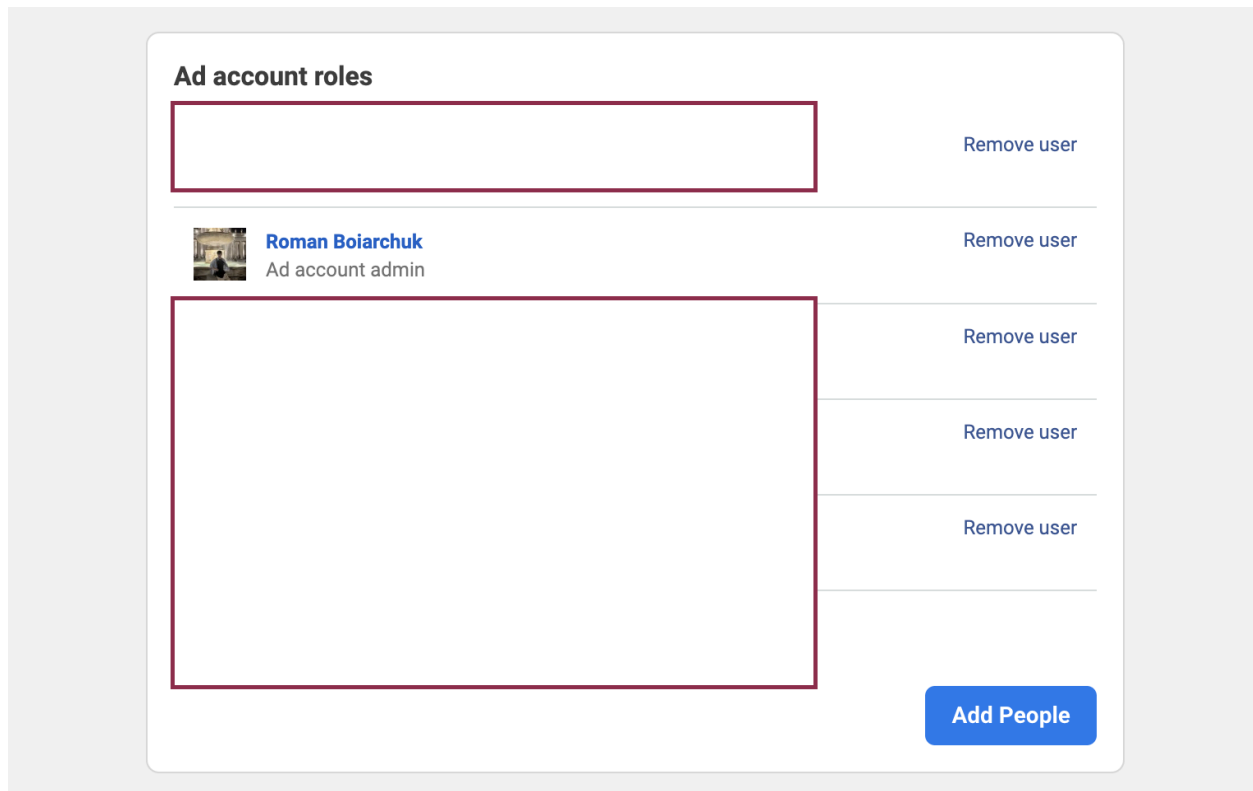 Ad account roles
Remove user
Roman Boiarchuk
Remove user
Ad account admin
Remove user
Remove user
Remove user
Add People